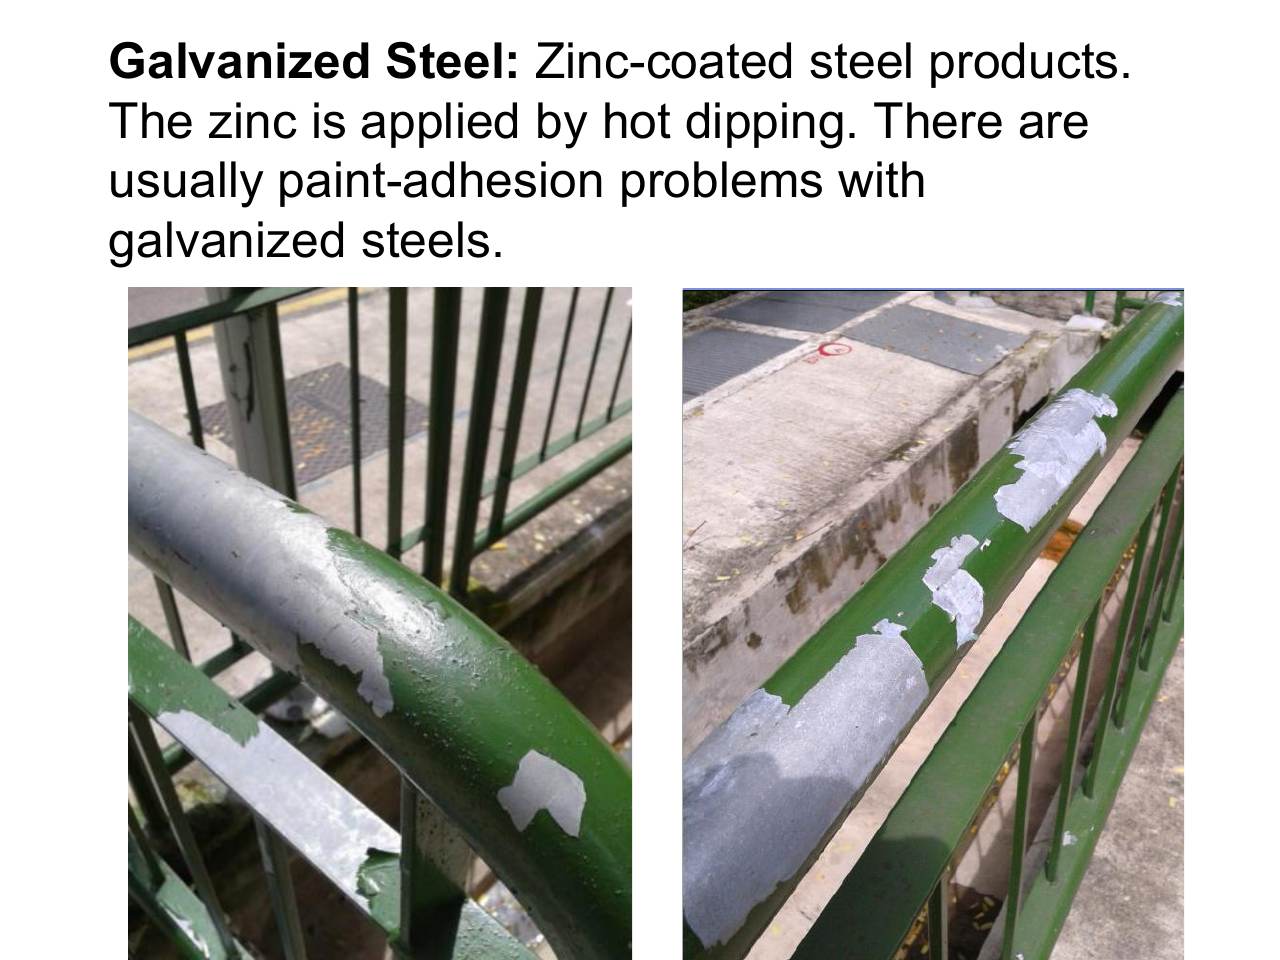 Galvanized Steel: Zinc-coated steel products.
The zinc is applied by hot dipping. There are
usually paint-adhesion problems with
galvanized steels.